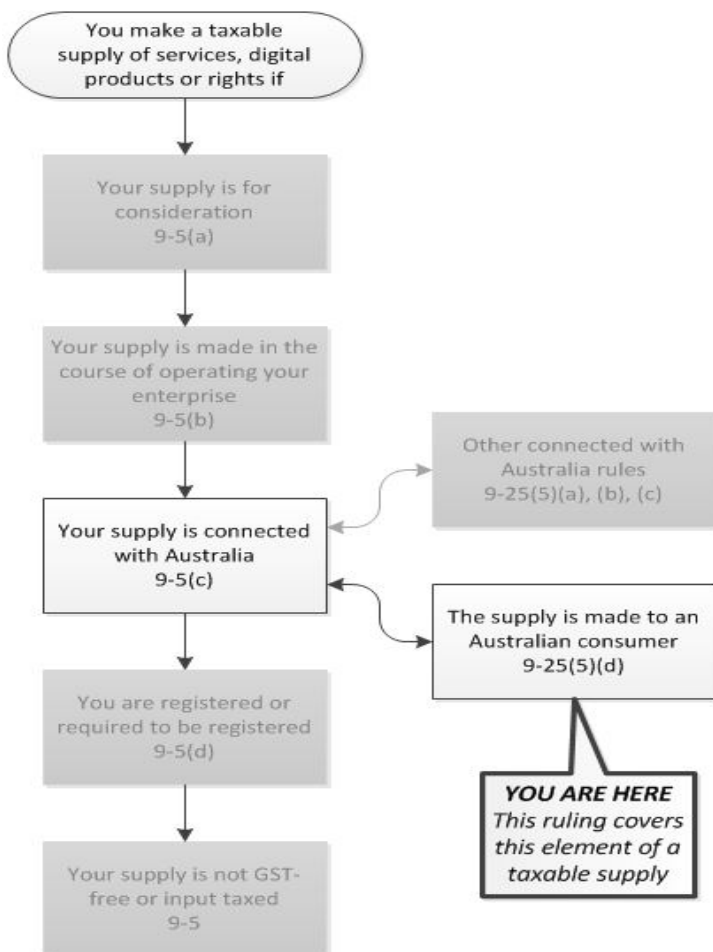 You make a taxable
supply of services, digital
products or rights if
Your supply is for
consideration
9-5(a)
Your supply is made in the
course of operating your
enterprise
9-5(b)
Other connected with
Australia rules
9-25(5)(a), (b), (c)
Your supply is connected
with Australia
9-5(c)
The supply is made to an
Australian consumer
9-25(5)(d)
You are registered or
required to be registered
9-5(d)
YOU ARE HERE
This ruling covers
this element of a
taxable supply
Your supply is not GST-
free or input taxed
9-5